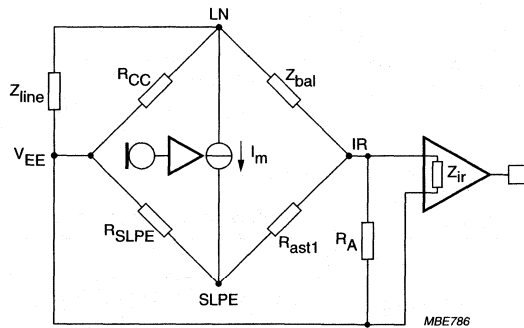 LN
R_CC
Z_bal
Z_line
V_EE
I_m
IR
Z_ir
R_SLPE
R_ast1
R_A
SLPE
MBE786